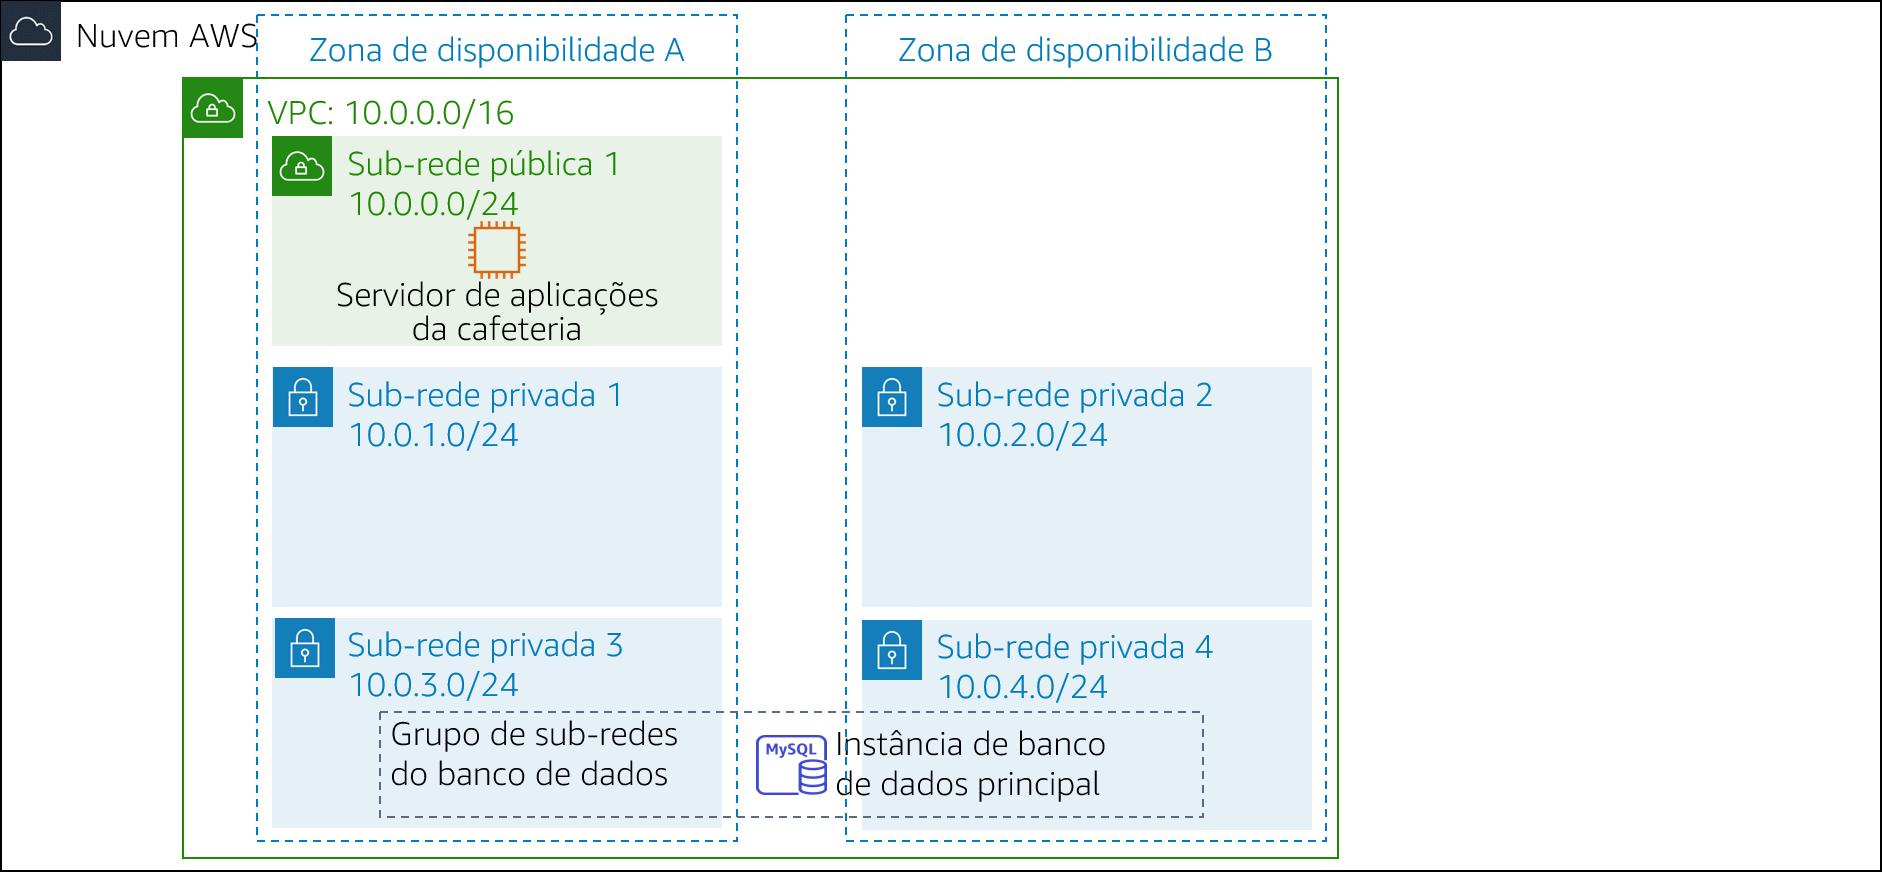 Nuvem AWS
Zona de disponibilidade A
Zona de disponibilidade B
VPC: 10.0.0.0/16
Sub-rede pública 1
10.0.0.0/24
Servidor de aplicações
da cafeteria
Sub-rede privada 1
10.0.1.0/24
Sub-rede privada 2
10.0.2.0/24
Sub-rede privada 3
10.0.3.0/24
Sub-rede privada 4
10.0.4.0/24
Grupo de sub-redes
do banco de dados
MySQL
Instância de banco
de dados principal